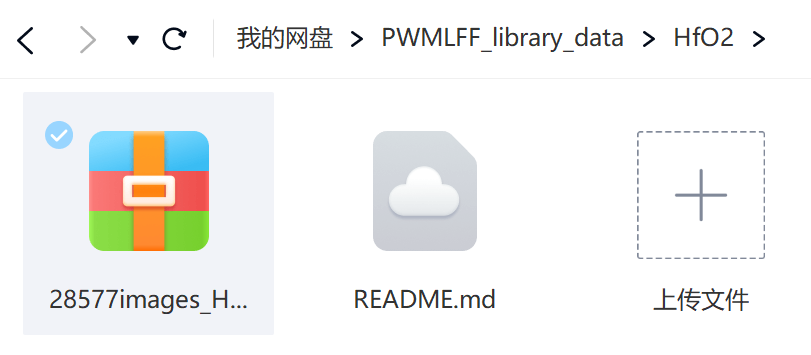 我的网盘 > PWMLFF_library_data > HfO2 >
28577images_H...
README.md
上传文件